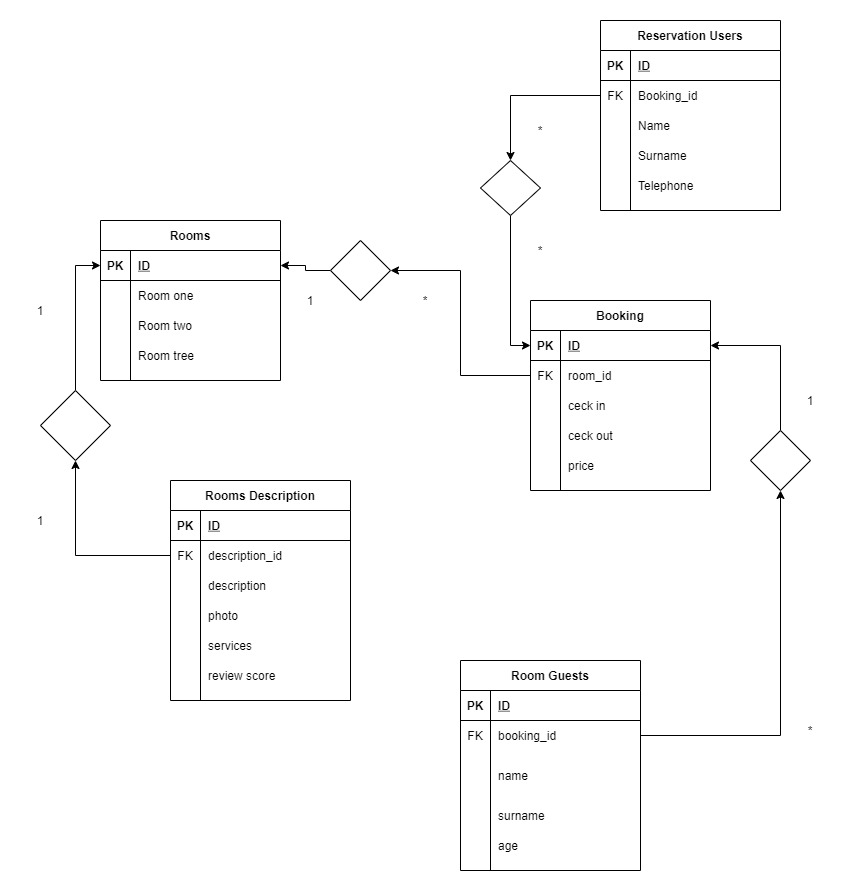 Reservation Users
PK ID
FK Booking_id
Name
Surname
Telephone
*
*
Rooms
PK ID
Room one
Room two
Room tree
1
1
*
Booking
PK ID
FK room_id
ceck in
ceck out
price
1
Rooms Description
PK ID
FK description_id
description
photo
services
review score
1
Room Guests
PK ID
FK booking_id
name
surname
age
*